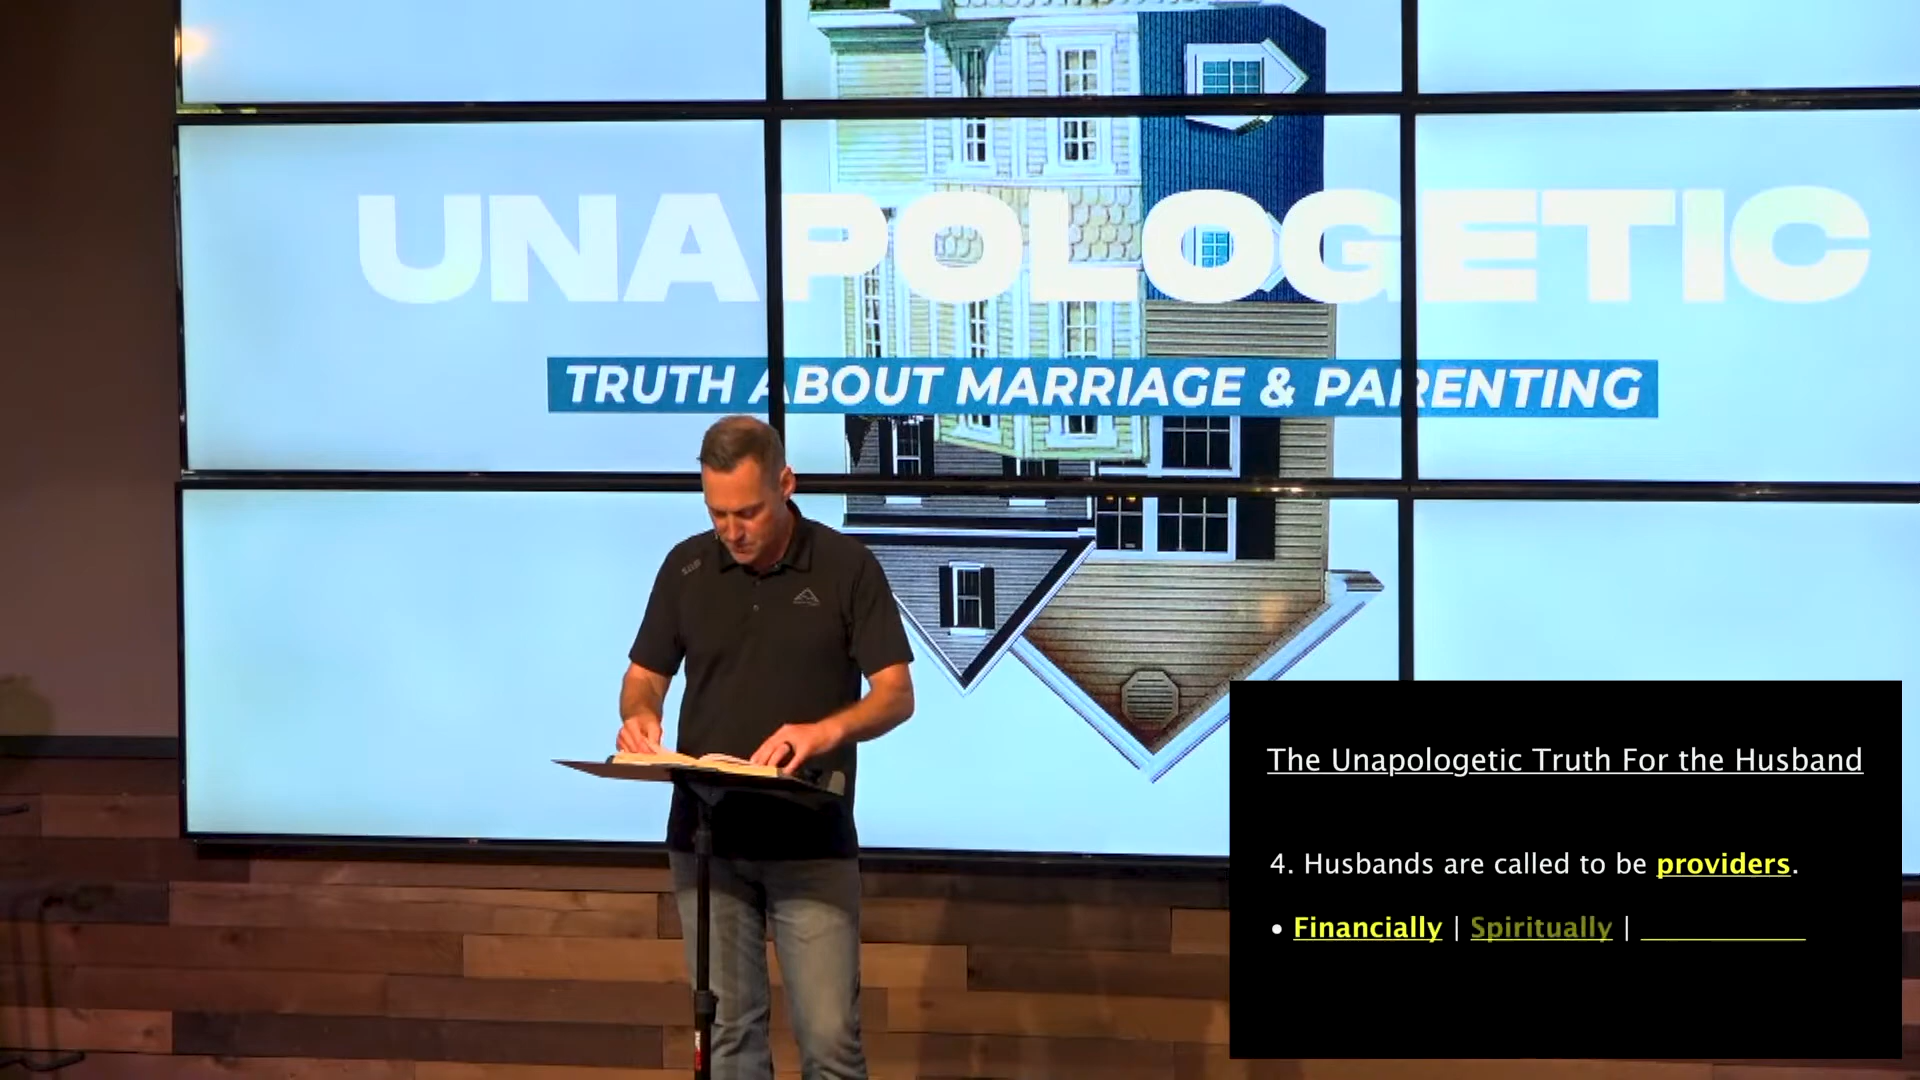 UNAPOLOGETIC
TRUTH ABOUT MARRIAGE & PARENTING
The Unapologetic Truth For the Husband
4. Husbands are called to be providers.
• Financially | Spiritually | ___________